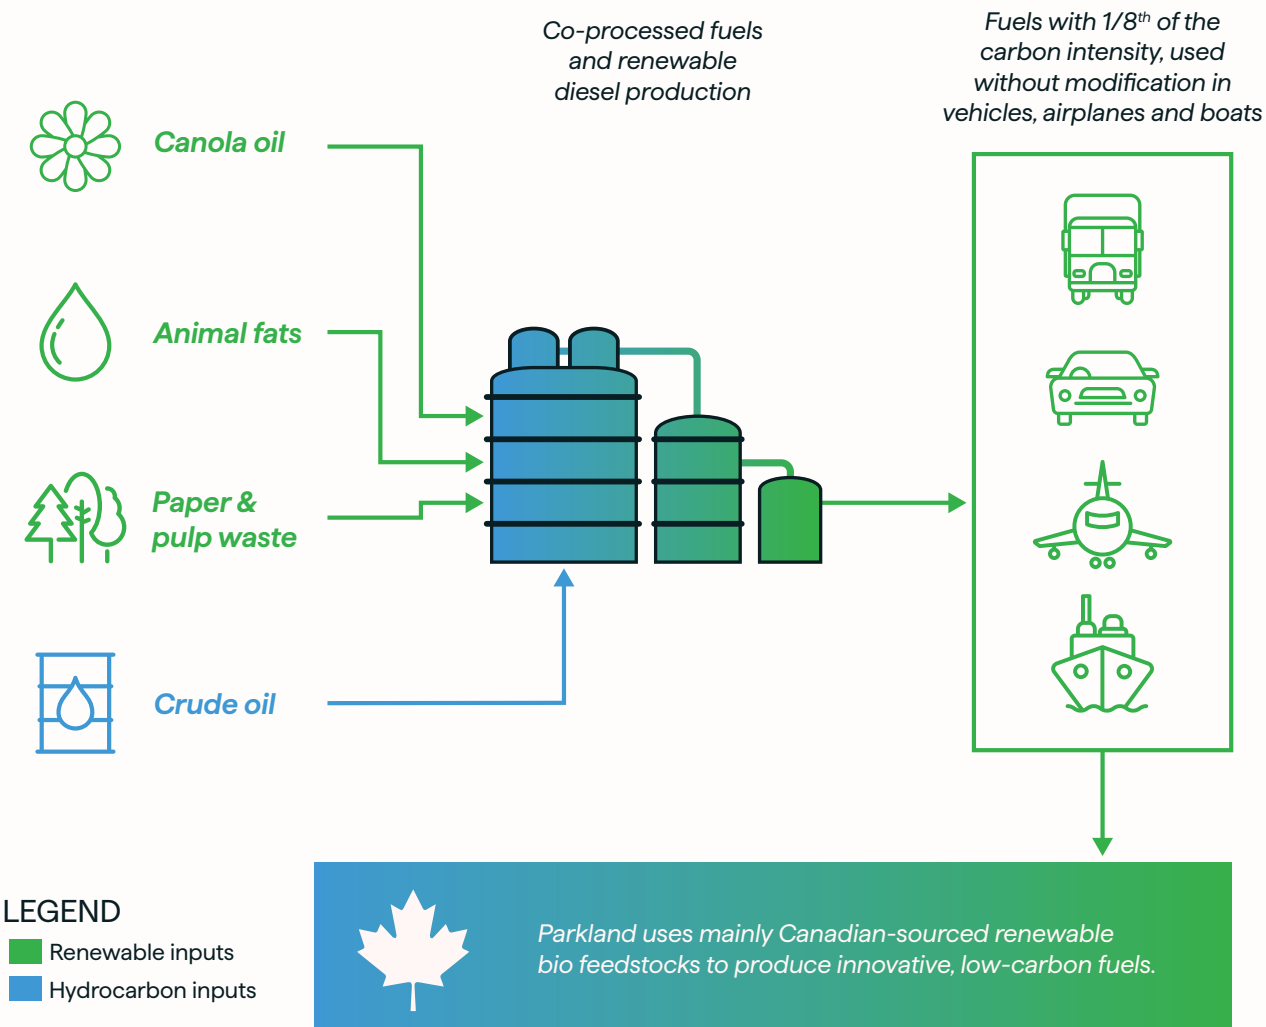 Co-processed fuels
and renewable
diesel production
Fuels with 1/8th of the
carbon intensity, used
without modification in
vehicles, airplanes and boats
Canola oil
Animal fats
Paper &
pulp waste
Crude oil
LEGEND
Renewable inputs
Hydrocarbon inputs
Parkland uses mainly Canadian-sourced renewable
bio feedstocks to produce innovative, low-carbon fuels.